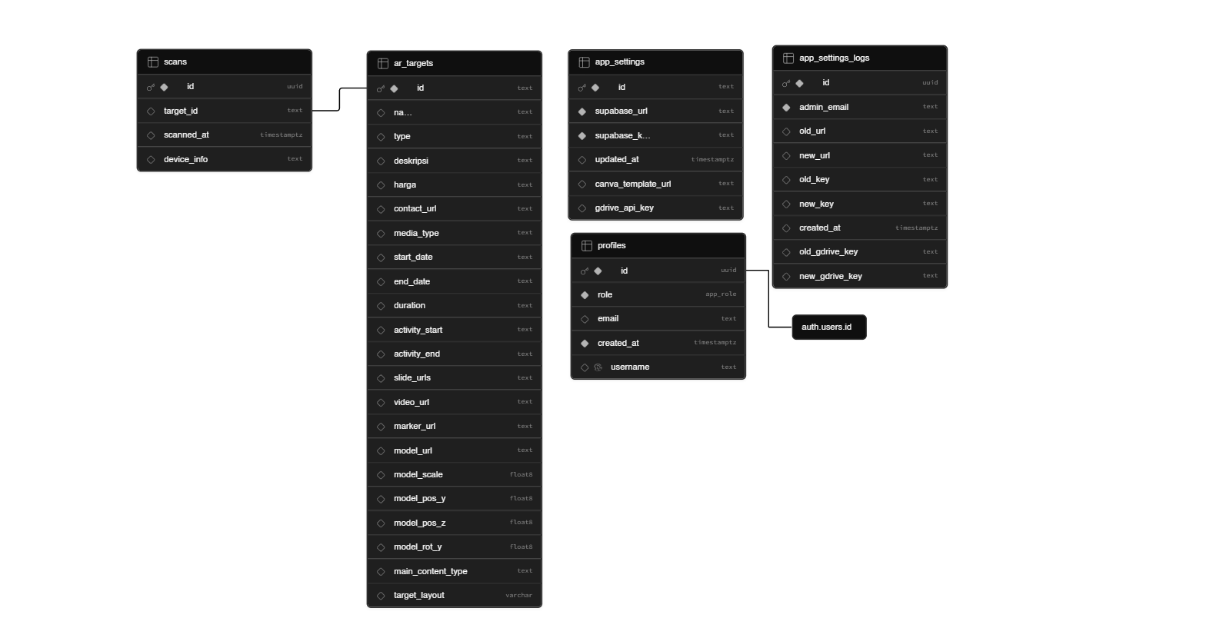 scans
id uuid
target_id text
scanned_at timestamptz
device_info text
ar_targets
id text
na... text
type text
deskripsi text
harga text
contact_url text
media_type text
start_date text
end_date text
duration text
activity_start text
activity_end text
slide_urls text
video_url text
marker_url text
model_url text
model_scale float8
model_pos_y float8
model_pos_z float8
model_rot_y float8
main_content_type text
target_layout varchar
app_settings
id text
supabase_url text
supabase_k... text
updated_at timestamptz
canva_template_url text
gdrive_api_key text
profiles
id uuid
role app_role
email text
created_at timestamptz
username text
app_settings_logs
id uuid
admin_email text
old_url text
new_url text
old_key text
new_key text
created_at timestamptz
old_gdrive_key text
new_gdrive_key text
auth.users.id